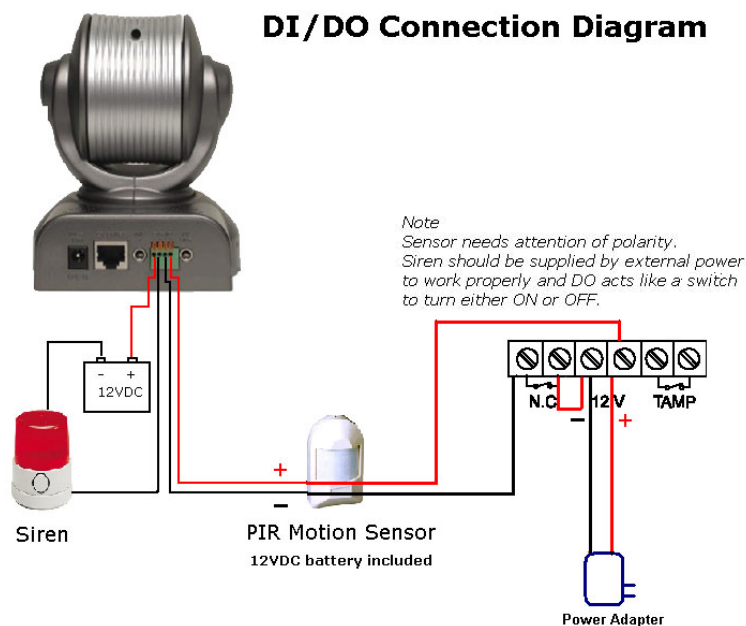 DI/DO Connection Diagram
Note
Sensor needs attention of polarity.
Siren should be supplied by external power
to work properly and DO acts like a switch
to turn either ON or OFF.
- +
12VDC
N.C
12V
TAMP
- +
+
-
Siren
PIR Motion Sensor
12VDC battery included
Power Adapter